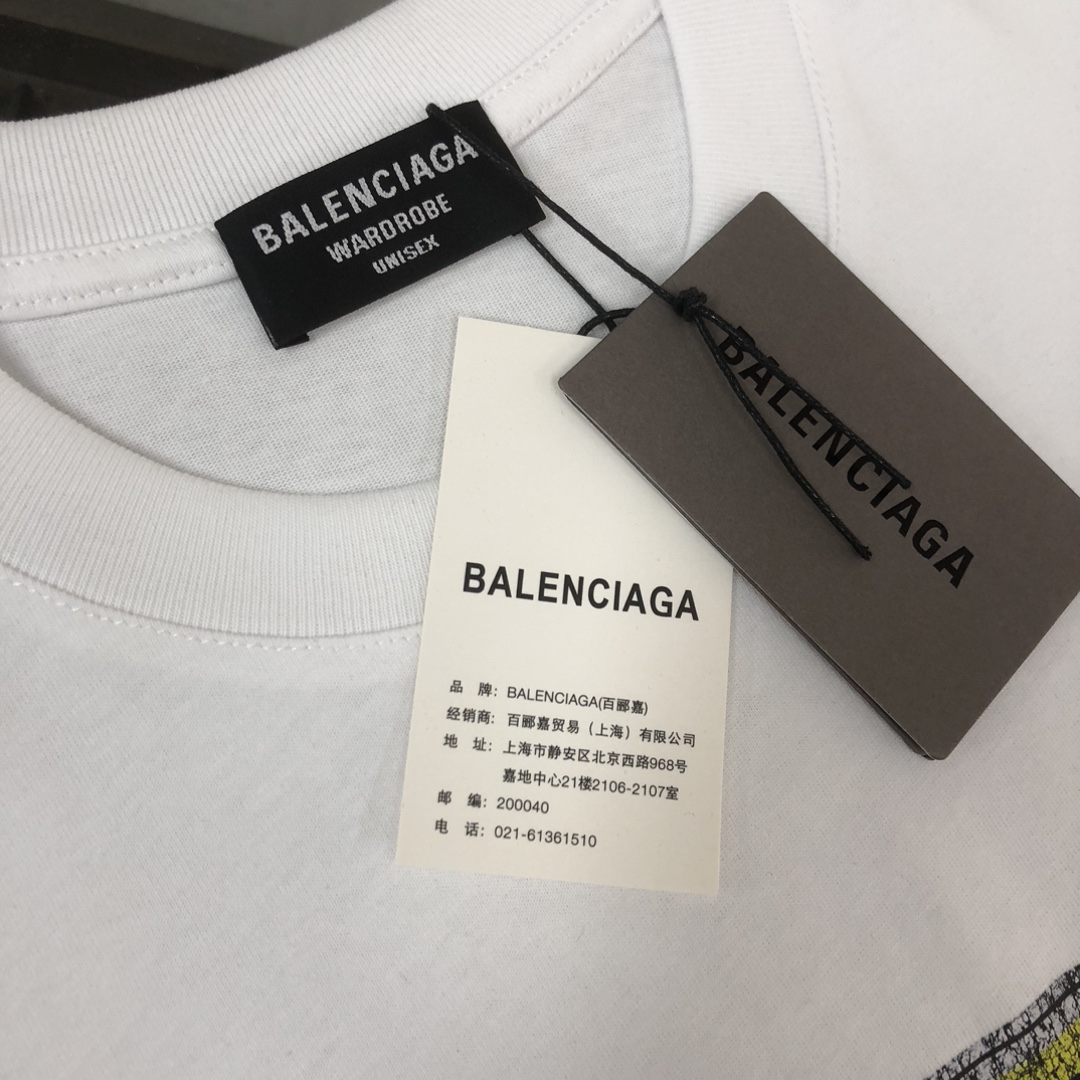 BALENCIAGA
WARDROBE
UNISEX
BALENCIAGA
BALENCIAGA
品 牌：BALENCIAGA(百郦嘉)
经销商：百郦嘉贸易（上海）有限公司
地 址：上海市静安区北京西路968号
嘉地中心21楼2106-2107室
邮 编：200040
电 话：021-61361510